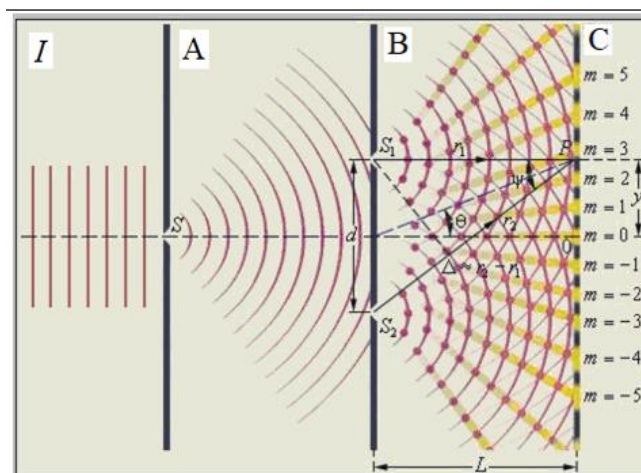 I A B C
m = 5
m = 4
S₁ r₁ P m = 3
ψ m = 2 y
m = 1
S d θ r₂ 0 m = 0
Δ ≈ r₂ − r₁ m = −1
m = −2
S₂ m = −3
m = −4
m = −5
L